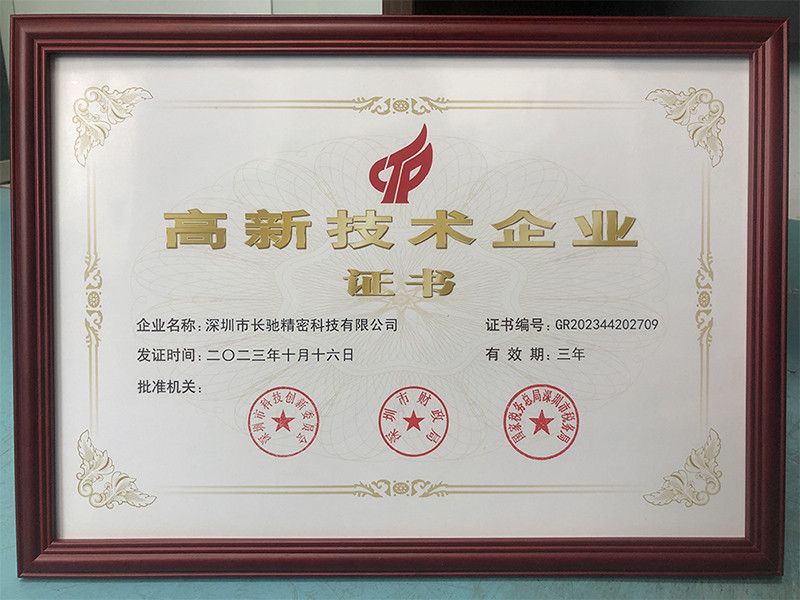 CTP
高新技术企业
证书
企业名称：深圳市长驰精密科技有限公司
证书编号：GR202344202709
发证时间：二〇二三年十月十六日
有 效 期：三年
批准机关：
深圳市科技创新委员会
深圳市财政局
国家税务总局深圳市税务局